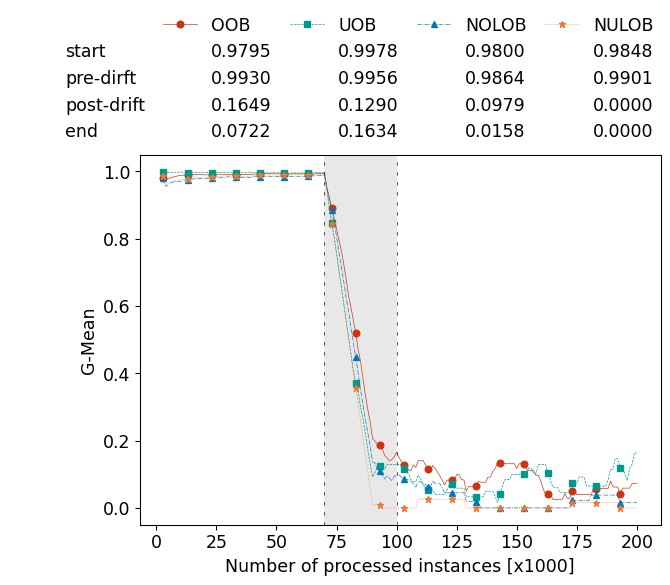 OOB UOB NOLOB NULOB
start 0.9795 0.9978 0.9800 0.9848
pre-dirft 0.9930 0.9956 0.9864 0.9901
post-drift 0.1649 0.1290 0.0979 0.0000
end 0.0722 0.1634 0.0158 0.0000
1.0
0.8
0.6
0.4
0.2
0.0
G-Mean
0 25 50 75 100 125 150 175 200
Number of processed instances [x1000]